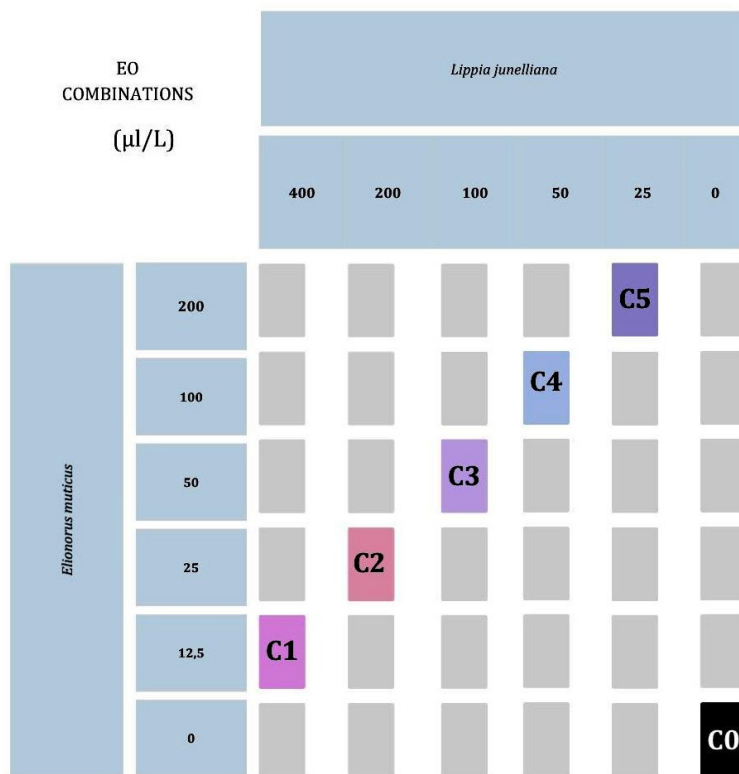 EO
COMBINATIONS
(µl/L)
Lippia junelliana
400 200 100 50 25 0
Elionorus muticus
200 C5
100 C4
50 C3
25 C2
12,5 C1
0 C0